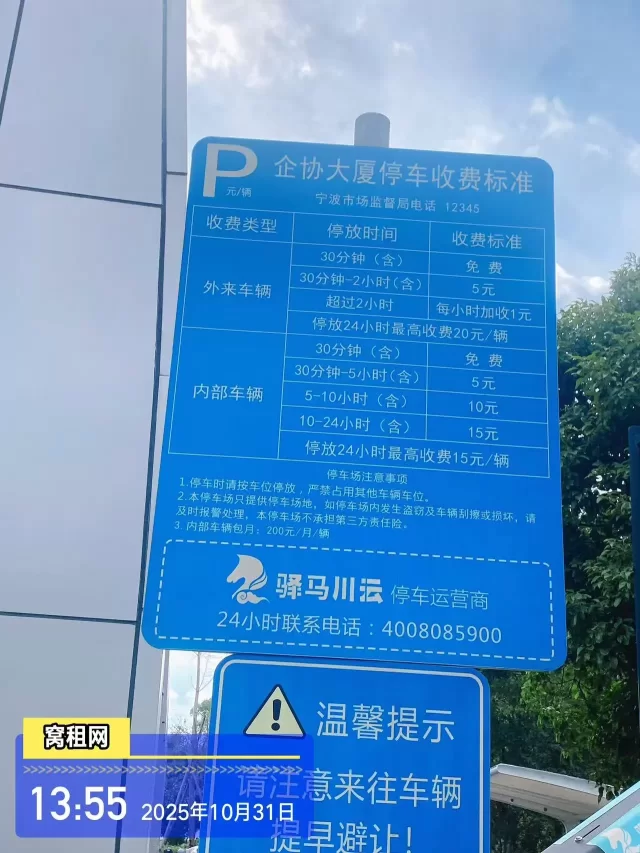 P 企协大厦停车收费标准
元/辆
宁波市场监督局电话 12345
收费类型 停放时间 收费标准
外来车辆
30分钟（含） 免 费
30分钟-2小时(含) 5元
超过2小时 每小时加收1元
停放24小时最高收费20元/辆
内部车辆
30分钟（含） 免 费
30分钟-5小时(含) 5元
5-10小时（含） 10元
10-24小时（含） 15元
停放24小时最高收费15元/辆
停车场注意事项
1.停车时请按车位停放，严禁占用其他车辆车位。
2.本停车场只提供停车场地，如停车场内发生盗窃及车辆刮擦或损坏，请
及时报警处理，本停车场不承担第三方责任险。
3.内部车辆包月：200元/月/辆
驿马川云 停车运营商
24小时联系电话：4008085900
温馨提示
请注意来往车辆
提早避让！
窝租网
13:55 2025年10月31日